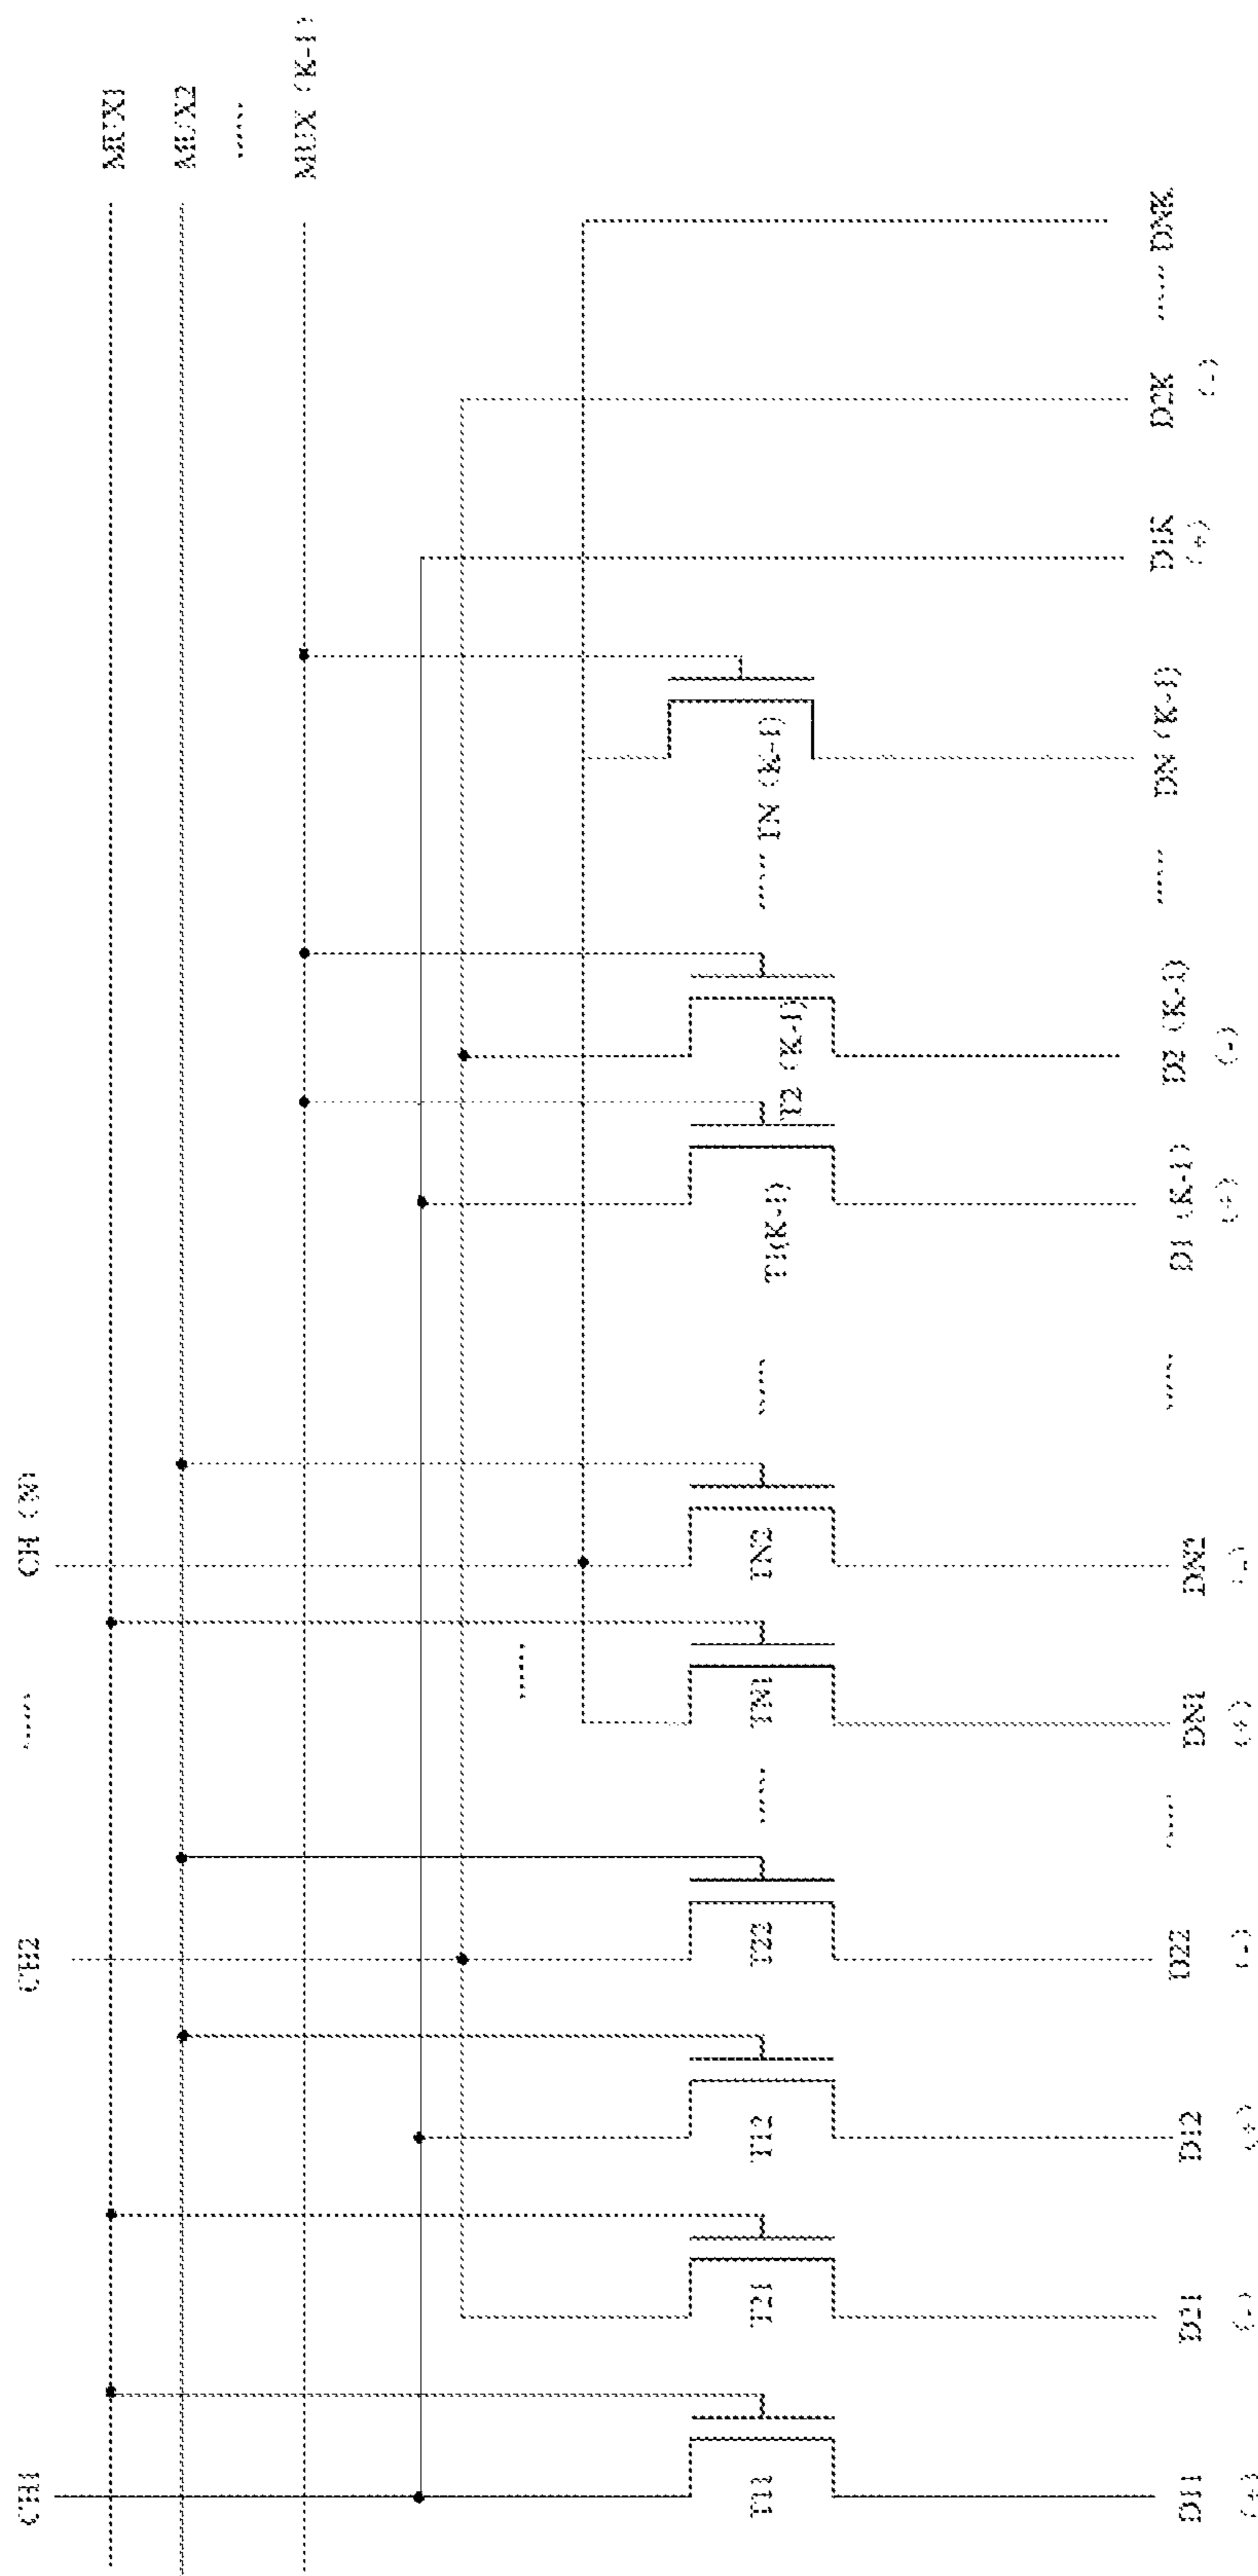 CH1 CH2 ...... CH (N)
MUX1
MUX2
......
MUX (K-1)
......
T11 T21 T12 T22 ...... TN1 TN2 ...... T1(K-1) T2 (K-1) ...... TN (K-1)
D11 D21 D12 D22 ...... DN1 DN2 ...... D1 (K-1) D2 (K-1) ...... DN (K-1) D1K D2K ...... DNK
(+) (-) (+) (-) (+) (-) (+) (-) (+) (-)